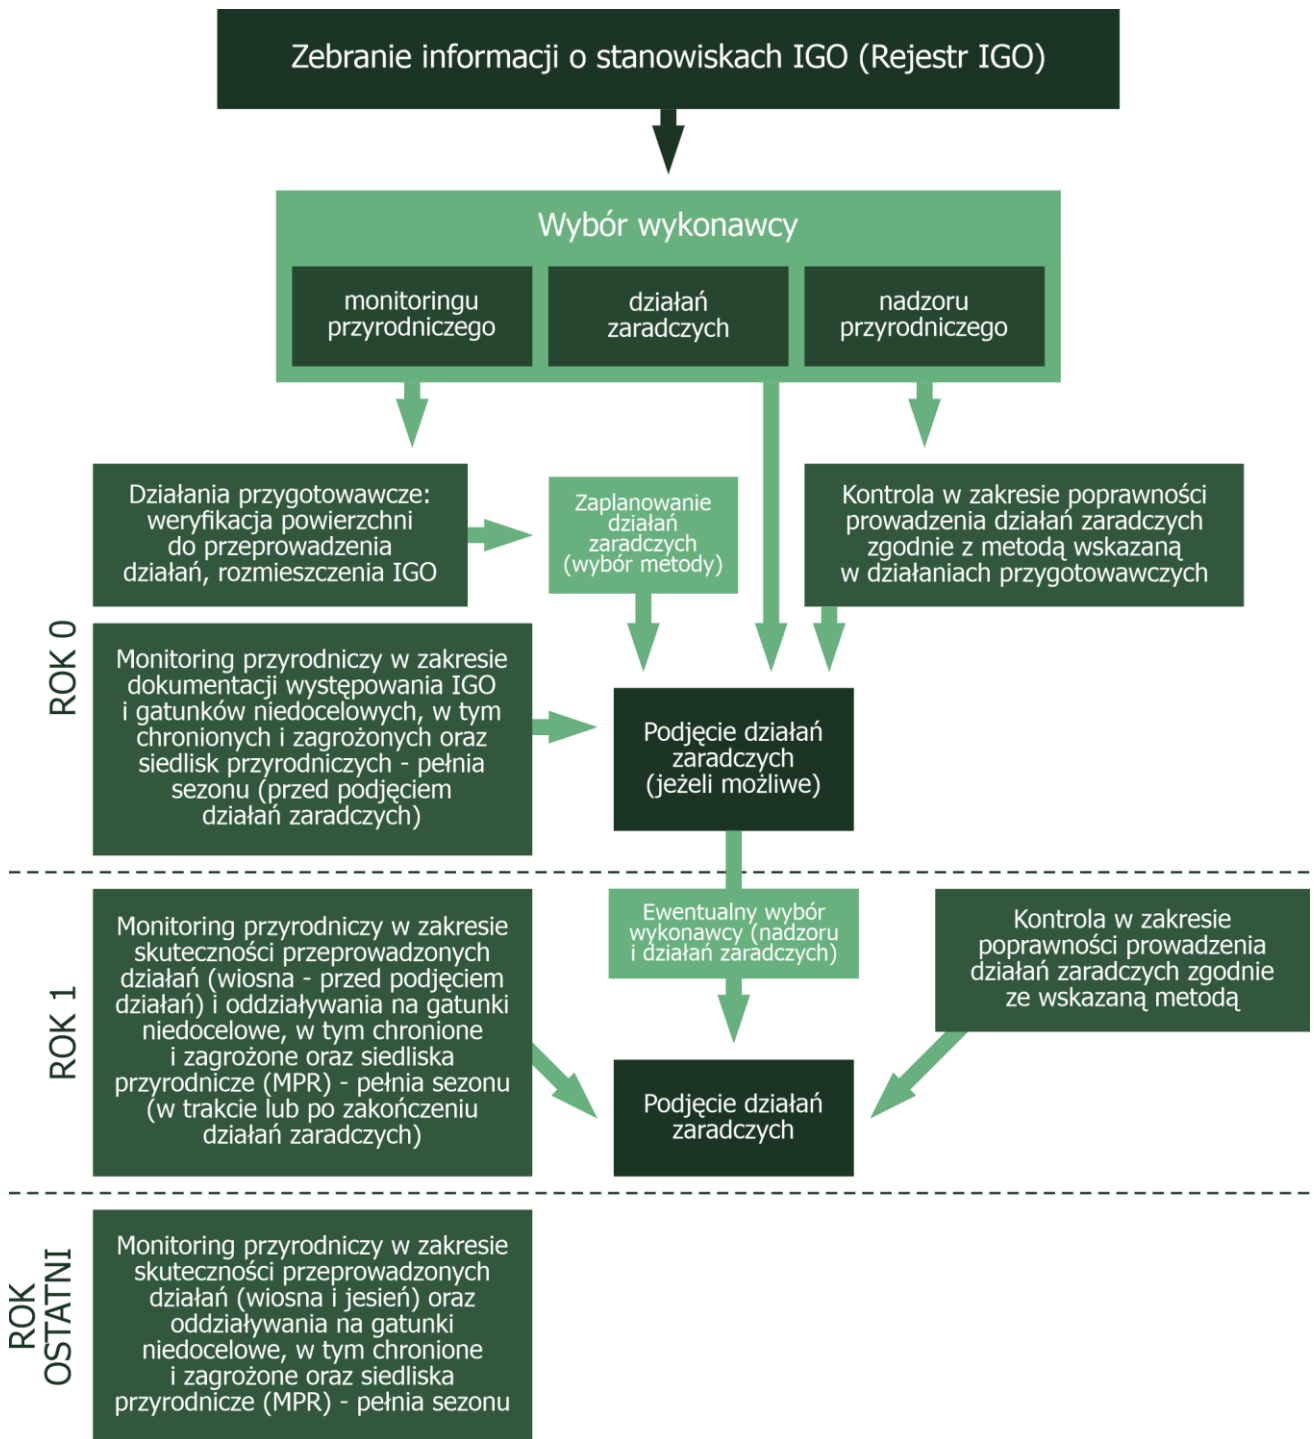 Zebranie informacji o stanowiskach IGO (Rejestr IGO)
Wybór wykonawcy
monitoringu
przyrodniczego
działań
zaradczych
nadzoru
przyrodniczego
ROK 0
Działania przygotowawcze:
weryfikacja powierzchni
do przeprowadzenia
działań, rozmieszczenia IGO
Zaplanowanie
działań
zaradczych
(wybór metody)
Kontrola w zakresie poprawności
prowadzenia działań zaradczych
zgodnie z metodą wskazaną
w działaniach przygotowawczych
Monitoring przyrodniczy w zakresie
dokumentacji występowania IGO
i gatunków niedocelowych, w tym
chronionych i zagrożonych oraz
siedlisk przyrodniczych - pełnia
sezonu (przed podjęciem
działań zaradczych)
Podjęcie działań
zaradczych
(jeżeli możliwe)
ROK 1
Monitoring przyrodniczy w zakresie
skuteczności przeprowadzonych
działań (wiosna - przed podjęciem
działań) i oddziaływania na gatunki
niedocelowe, w tym chronione
i zagrożone oraz siedliska
przyrodnicze (MPR) - pełnia sezonu
(w trakcie lub po zakończeniu
działań zaradczych)
Ewentualny wybór
wykonawcy (nadzoru
i działań zaradczych)
Kontrola w zakresie
poprawności prowadzenia
działań zaradczych zgodnie
ze wskazaną metodą
Podjęcie działań
zaradczych
ROK
OSTATNI
Monitoring przyrodniczy w zakresie
skuteczności przeprowadzonych
działań (wiosna i jesień) oraz
oddziaływania na gatunki
niedocelowe, w tym chronione
i zagrożone oraz siedliska
przyrodnicze (MPR) - pełnia sezonu